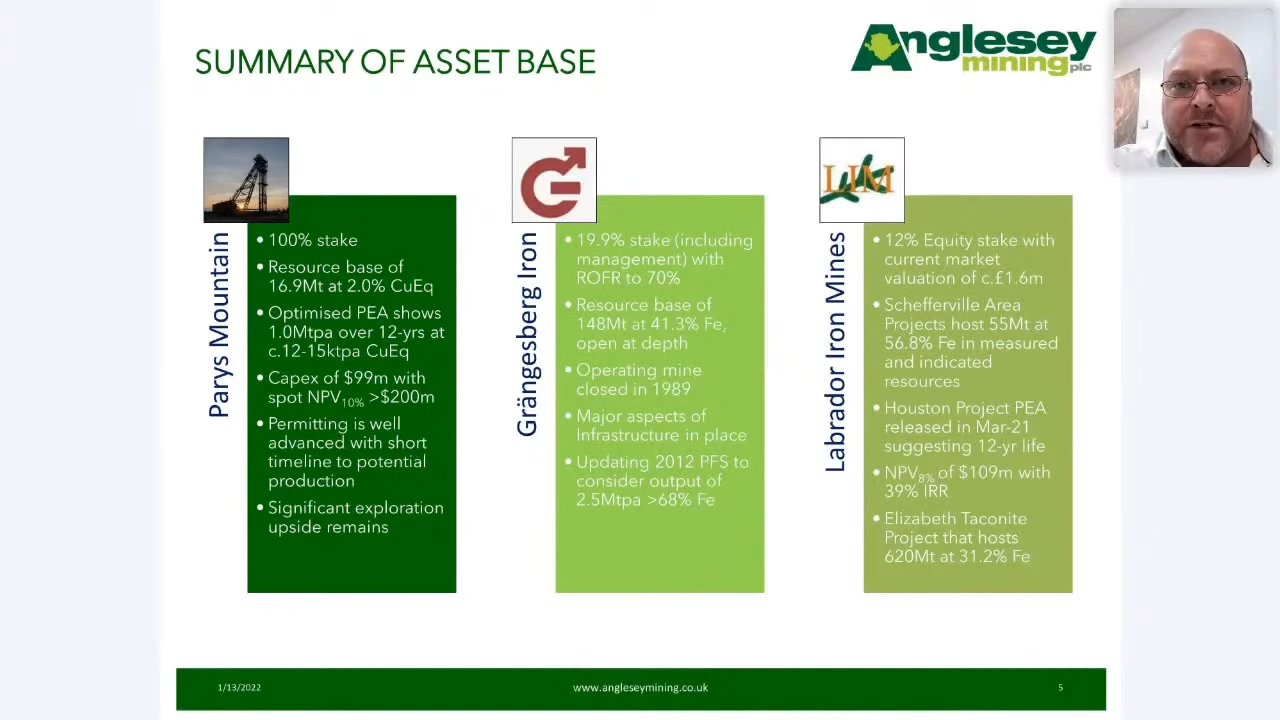 SUMMARY OF ASSET BASE
Anglesey
mining plc
Parys Mountain
• 100% stake
• Resource base of
16.9Mt at 2.0% CuEq
• Optimised PEA shows
1.0Mtpa over 12-yrs at
c.12-15ktpa CuEq
• Capex of $99m with
spot NPV10% >$200m
• Permitting is well
advanced with short
timeline to potential
production
• Significant exploration
upside remains
Grängesberg Iron
• 19.9% stake (including
management) with
ROFR to 70%
• Resource base of
148Mt at 41.3% Fe,
open at depth
• Operating mine
closed in 1989
• Major aspects of
Infrastructure in place
• Updating 2012 PFS to
consider output of
2.5Mtpa >68% Fe
LIM
Labrador Iron Mines
• 12% Equity stake with
current market
valuation of c.£1.6m
• Schefferville Area
Projects host 55Mt at
56.8% Fe in measured
and indicated
resources
• Houston Project PEA
released in Mar-21
suggesting 12-yr life
• NPV8% of $109m with
39% IRR
• Elizabeth Taconite
Project that hosts
620Mt at 31.2% Fe
1/13/2022
www.angleseymining.co.uk
5